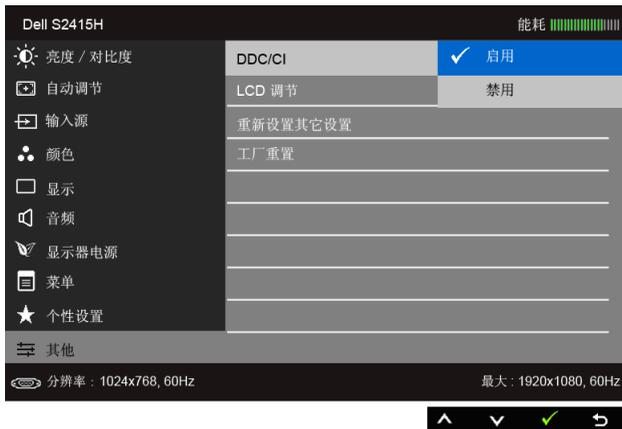 Dell S2415H 能耗
亮度 / 对比度 DDC/CI 启用
自动调节 LCD 调节 禁用
输入源 重新设置其它设置
颜色 工厂重置
显示
音频
显示器电源
菜单
个性设置
其他
分辨率 : 1024x768, 60Hz 最大 : 1920x1080, 60Hz